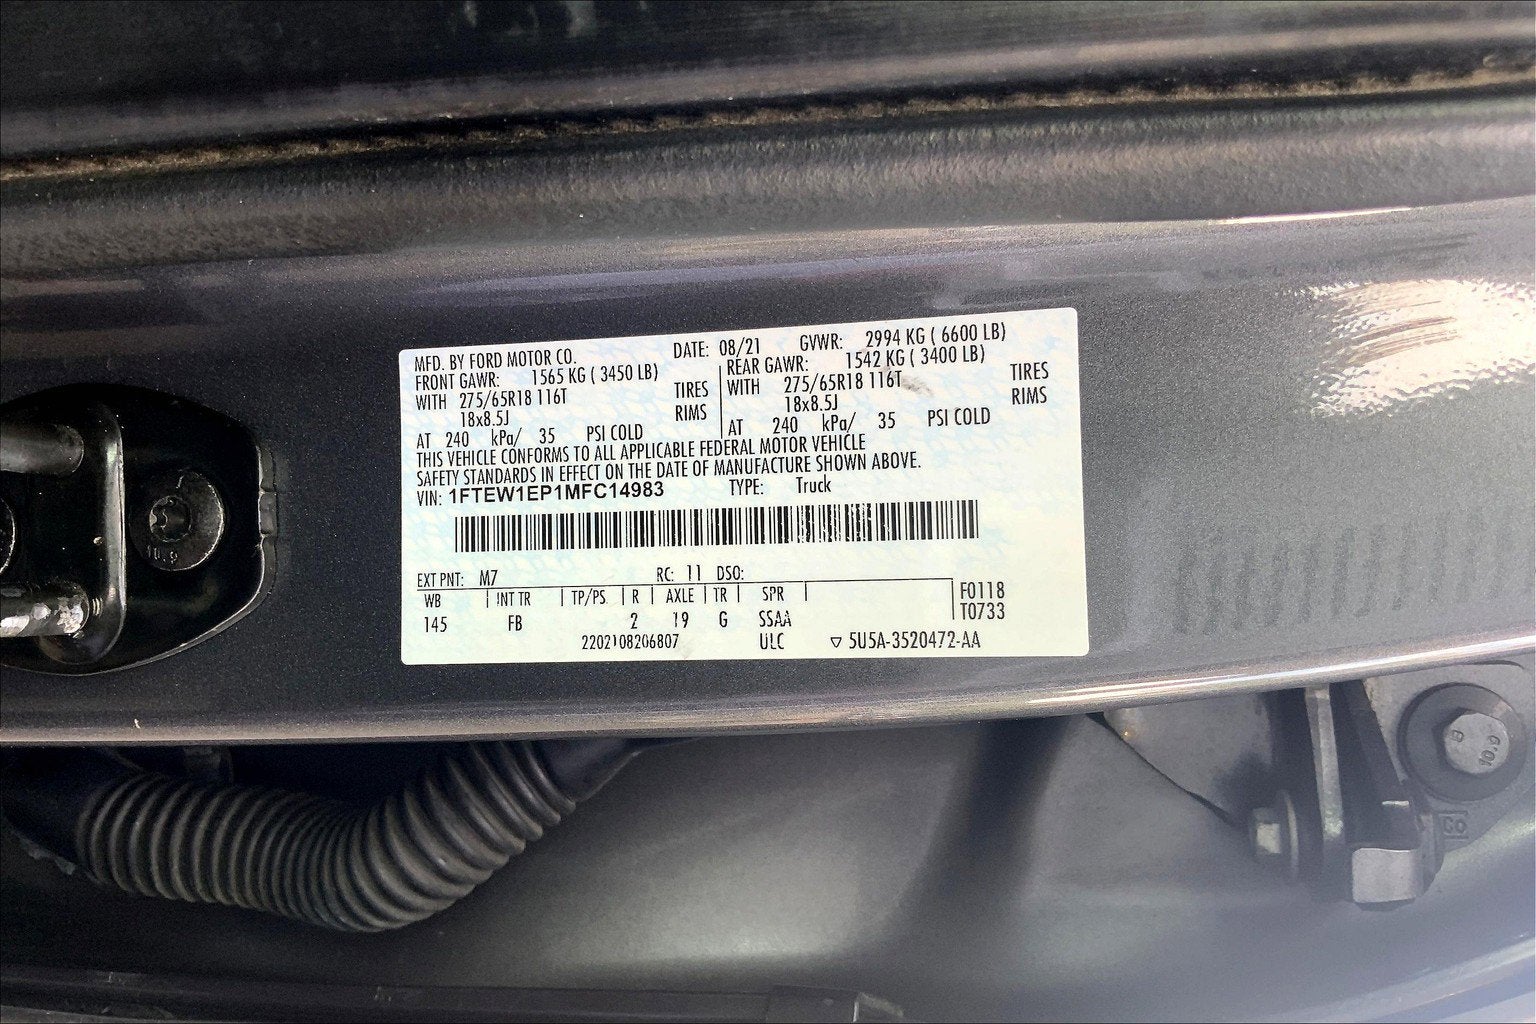 MFD. BY FORD MOTOR CO. DATE: 08/21 GVWR: 2994 KG ( 6600 LB)
FRONT GAWR: 1565 KG ( 3450 LB) REAR GAWR: 1542 KG ( 3400 LB)
WITH 275/65R18 116T TIRES WITH 275/65R18 116T TIRES
18x8.5J RIMS 18x8.5J RIMS
AT 240 kPa/ 35 PSI COLD AT 240 kPa/ 35 PSI COLD
THIS VEHICLE CONFORMS TO ALL APPLICABLE FEDERAL MOTOR VEHICLE
SAFETY STANDARDS IN EFFECT ON THE DATE OF MANUFACTURE SHOWN ABOVE.
VIN: 1FTEW1EP1MFC14983 TYPE: Truck
EXT PNT: M7 RC: 11 DSO:
WB INT TR TP/PS R AXLE TR SPR F0118
145 FB 2 19 G SSAA T0733
2202108206807 ULC ▽ 5U5A-3520472-AA
10.9
8 10.9